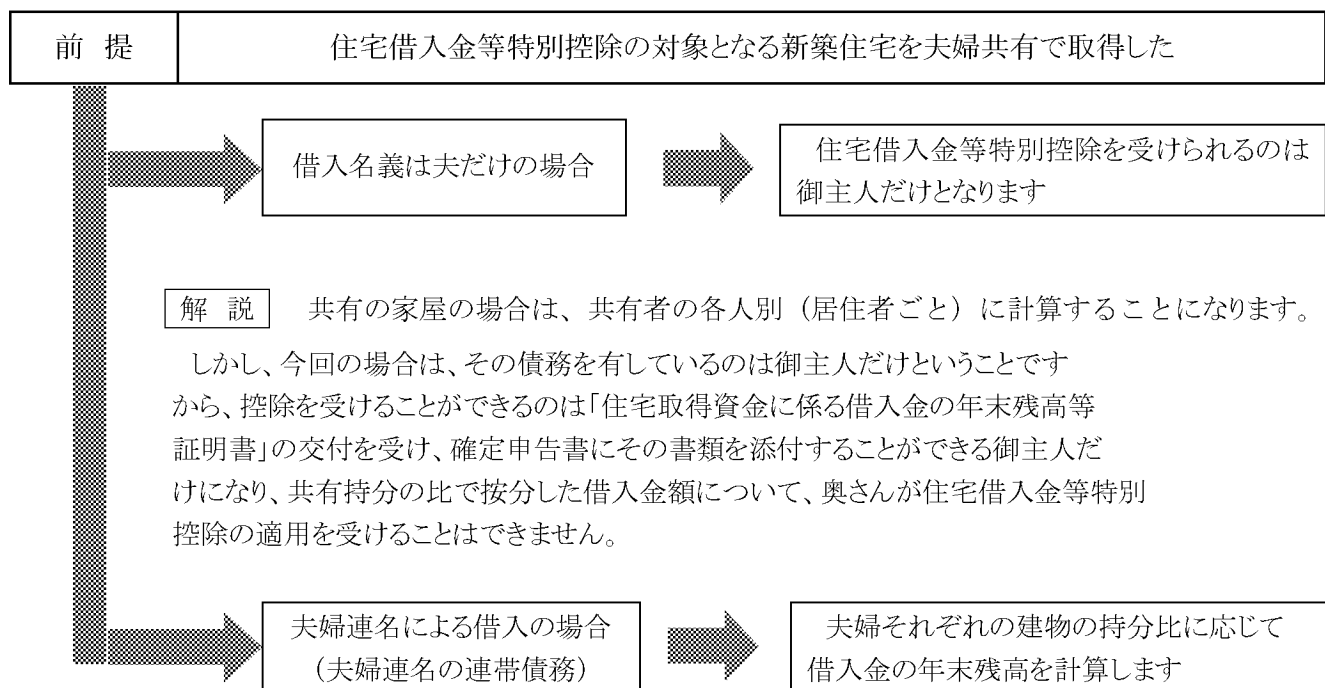 前 提
住宅借入金等特別控除の対象となる新築住宅を夫婦共有で取得した
借入名義は夫だけの場合
住宅借入金等特別控除を受けられるのは
御主人だけとなります
解 説 共有の家屋の場合は、共有者の各人別（居住者ごと）に計算することになります。
しかし、今回の場合は、その債務を有しているのは御主人だけということです
から、控除を受けることができるのは「住宅取得資金に係る借入金の年末残高等
証明書」の交付を受け、確定申告書にその書類を添付することができる御主人だ
けになり、共有持分の比で按分した借入金額について、奥さんが住宅借入金等特別
控除の適用を受けることはできません。
夫婦連名による借入の場合
（夫婦連名の連帯債務）
夫婦それぞれの建物の持分比に応じて
借入金の年末残高を計算します